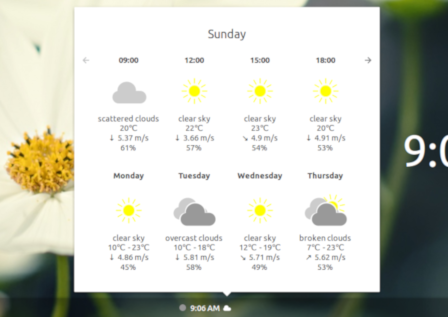 Sunday
← 09:00 12:00 15:00 18:00 →
scattered clouds clear sky clear sky clear sky
20°C 22°C 23°C 20°C
↓ 5.37 m/s ↓ 3.66 m/s ↘ 4.9 m/s ↓ 4.91 m/s
61% 57% 54% 53%
Monday Tuesday Wednesday Thursday
clear sky overcast clouds clear sky broken clouds
10°C - 23°C 10°C - 18°C 12°C - 19°C 7°C - 23°C
↓ 4.86 m/s ↓ 5.81 m/s ↘ 5.71 m/s ↗ 5.62 m/s
45% 58% 49% 53%
9:06 AM